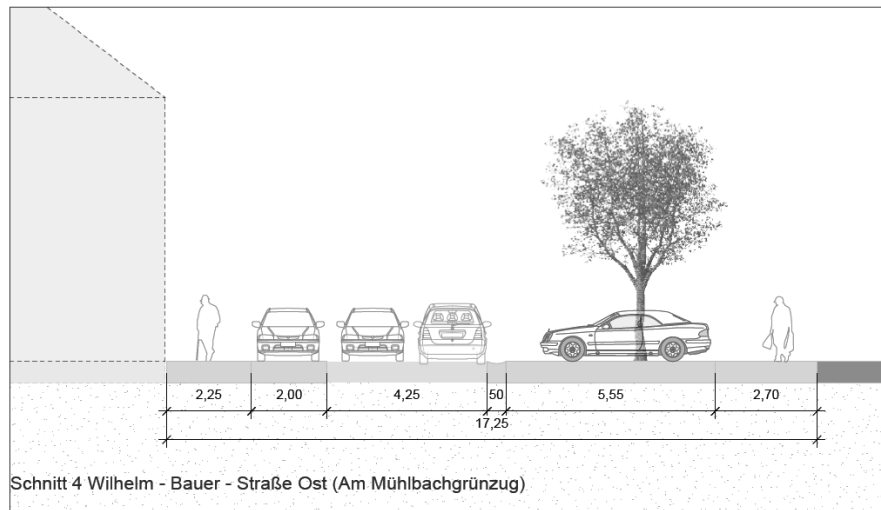 2,25 2,00 4,25 50 5,55 2,70
17,25
Schnitt 4 Wilhelm - Bauer - Straße Ost (Am Mühlbachgrünzug)